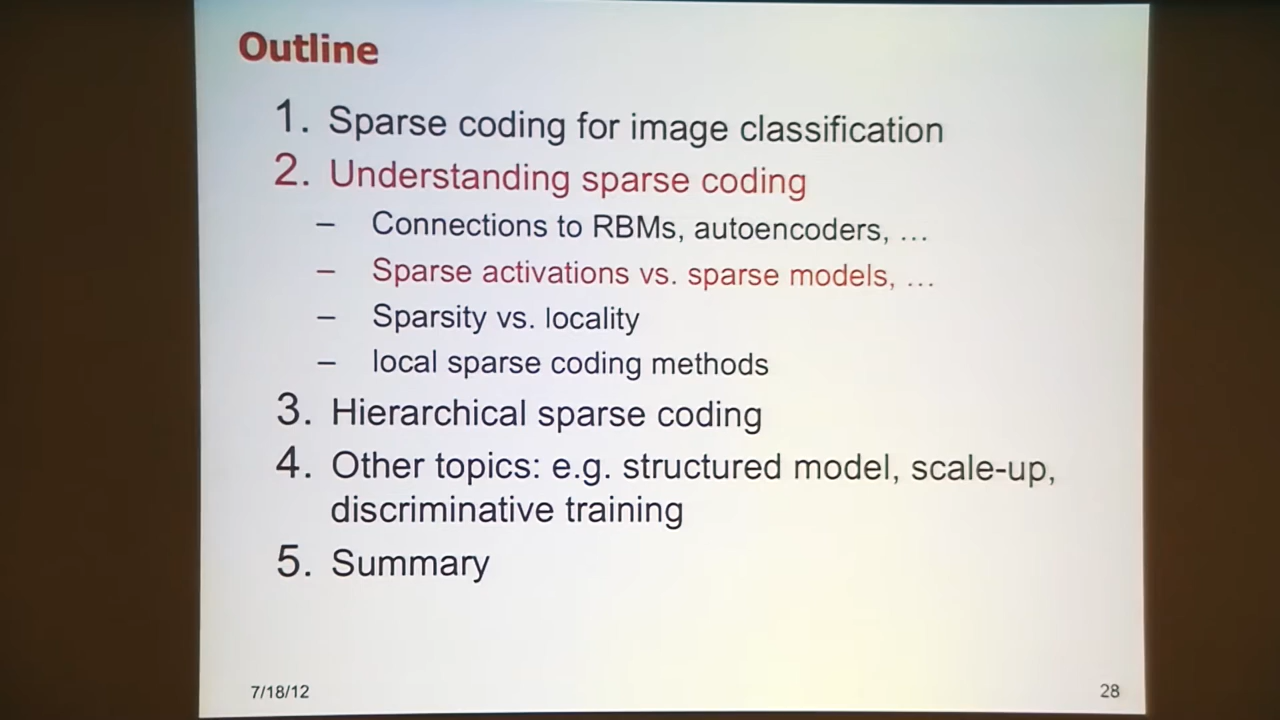 Outline
1. Sparse coding for image classification
2. Understanding sparse coding
– Connections to RBMs, autoencoders, …
– Sparse activations vs. sparse models, …
– Sparsity vs. locality
– local sparse coding methods
3. Hierarchical sparse coding
4. Other topics: e.g. structured model, scale-up,
discriminative training
5. Summary
7/18/12
28